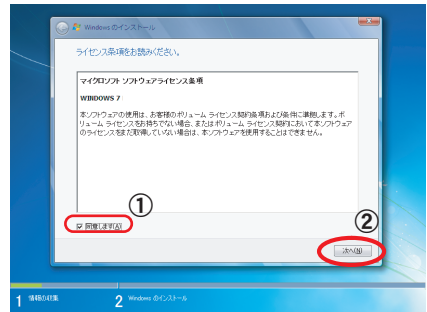 Windows のインストール
ライセンス条項をお読みください。
マイクロソフト ソフトウェアライセンス条項
WINDOWS 7
本ソフトウェアの使用は、お客様のボリューム ライセンス契約条項および条件に準拠します。ボ
リューム ライセンスをお持ちでない場合、またはボリューム ライセンス契約において本ソフトウェア
のライセンスをまだ取得していない場合は、本ソフトウェアを使用することはできません。
①
同意します(A)
②
次へ(N)
1 情報の収集
2 Windows のインストール